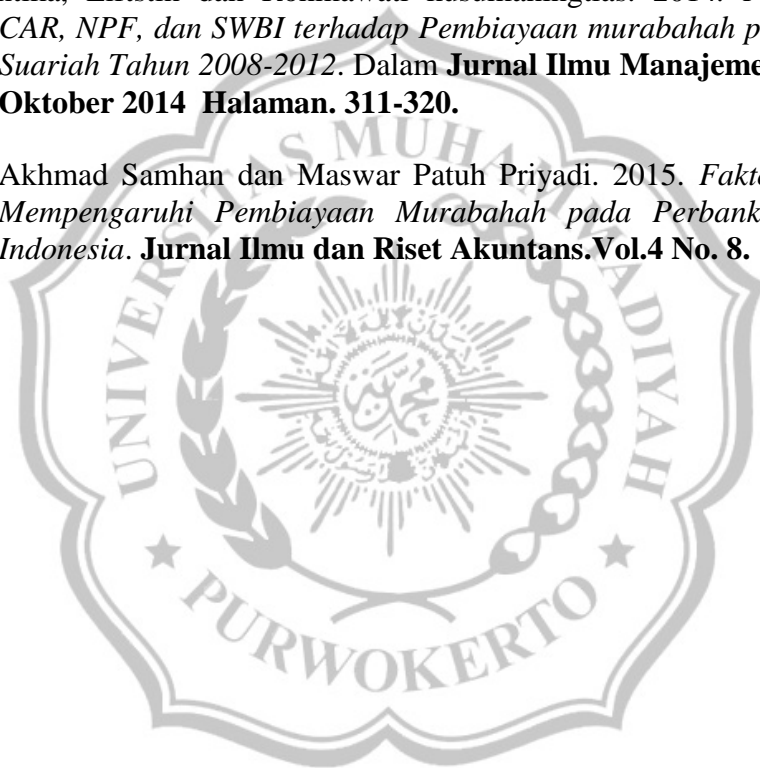 CAR, NPF, dan SWBI terhadap Pembiayaan murabahah p
Suariah Tahun 2008-2012. Dalam Jurnal Ilmu Manajeme
Oktober 2014 Halaman. 311-320.
Akhmad Samhan dan Maswar Patuh Priyadi. 2015. Fakt
Mempengaruhi Pembiayaan Murabahah pada Perbank
Indonesia. Jurnal Ilmu dan Riset Akuntans.Vol.4 No. 8.
UNIVERSITAS MUHAMMADIYAH
PURWOKERTO